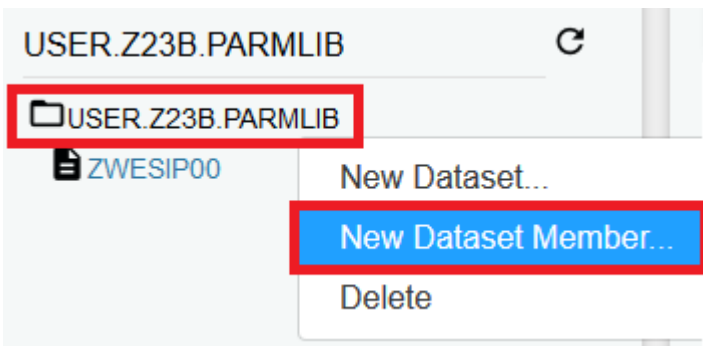 USER.Z23B.PARMLIB
USER.Z23B.PARMLIB
ZWESIP00
New Dataset...
New Dataset Member...
Delete